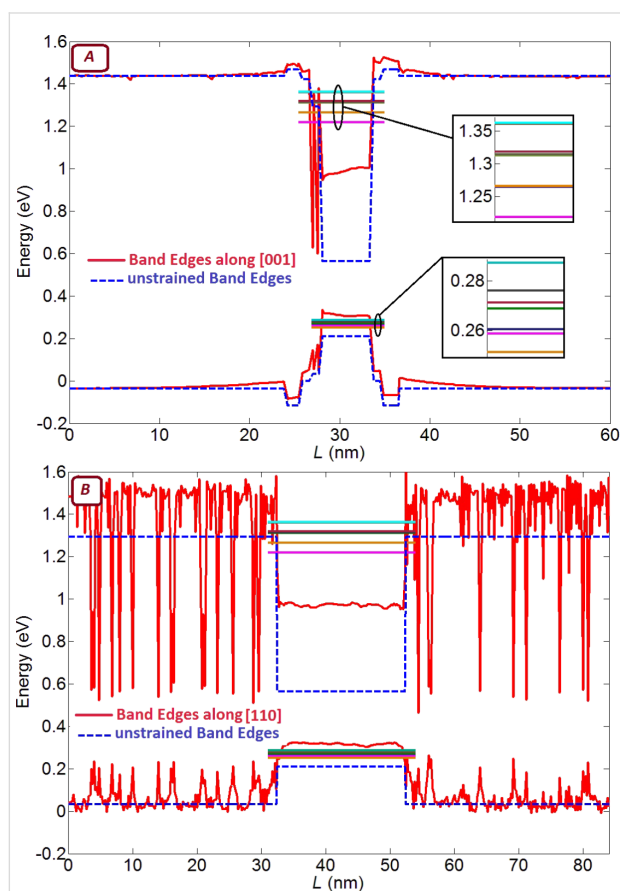 A
1.6
1.4
1.2
1
0.8
0.6
0.4
0.2
0
-0.2
Energy (eV)
1.35
1.3
1.25
Band Edges along [001]
unstrained Band Edges
0.28
0.26
0 10 20 30 40 50 60
L (nm)
B
1.6
1.4
1.2
1
0.8
0.6
0.4
0.2
0
-0.2
Energy (eV)
Band Edges along [110]
unstrained Band Edges
0 10 20 30 40 50 60 70 80
L (nm)